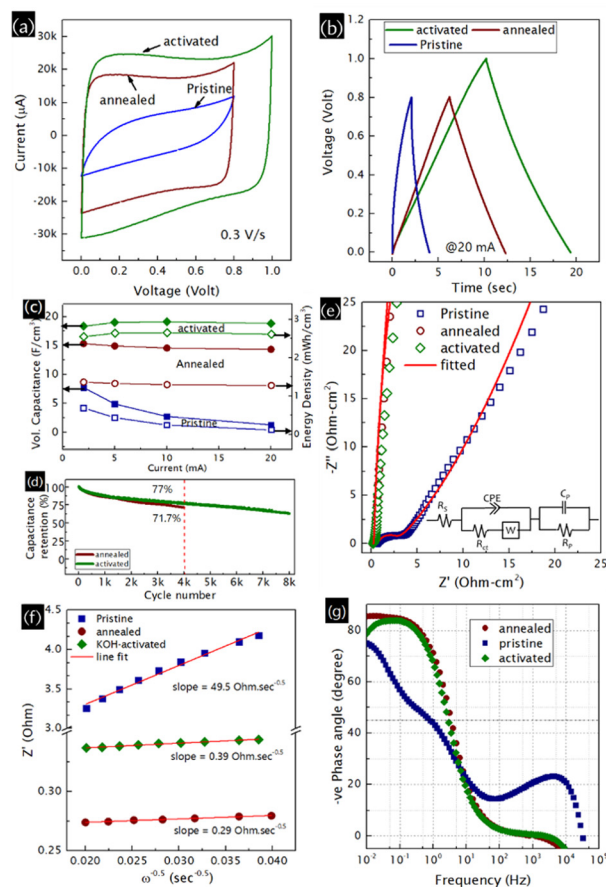 (a)
activated
annealed
Pristine
0.3 V/s
30k
20k
10k
0
-10k
-20k
-30k
Current (μA)
0.0 0.2 0.4 0.6 0.8 1.0
Voltage (Volt)
(b)
activated annealed
Pristine
1.2
1.0
0.8
0.6
0.4
0.2
0.0
Voltage (Volt)
@20 mA
0 5 10 15 20
Time (sec)
(c)
20
15
10
5
0
Vol. Capacitance (F/cm³)
activated
Annealed
Pristine
3
2
1
0
Energy Density (mWh/cm³)
0 5 10 15 20
Current (mA)
(d)
100
75
50
25
0
Capacitance
retention (%)
77%
71.7%
annealed
activated
0 1k 2k 3k 4k 5k 6k 7k 8k
Cycle number
(e)
Pristine
annealed
activated
fitted
25
20
15
10
5
0
-Z'' (Ohm-cm²)
R_S
CPE
R_ct
W
C_P
R_P
0 5 10 15 20 25
Z' (Ohm-cm²)
(f)
Pristine
annealed
KOH-activated
line fit
4.5
4.0
3.5
3.0
0.30
0.25
Z' (Ohm)
slope = 49.5 Ohm.sec⁻⁰·⁵
slope = 0.39 Ohm.sec⁻⁰·⁵
slope = 0.29 Ohm.sec⁻⁰·⁵
0.020 0.025 0.030 0.035 0.040
ω⁻⁰·⁵ (sec⁻⁰·⁵)
(g)
annealed
pristine
activated
80
60
40
20
0
-ve Phase angle (degree)
10⁻² 10⁻¹ 10⁰ 10¹ 10² 10³ 10⁴
Frequency (Hz)